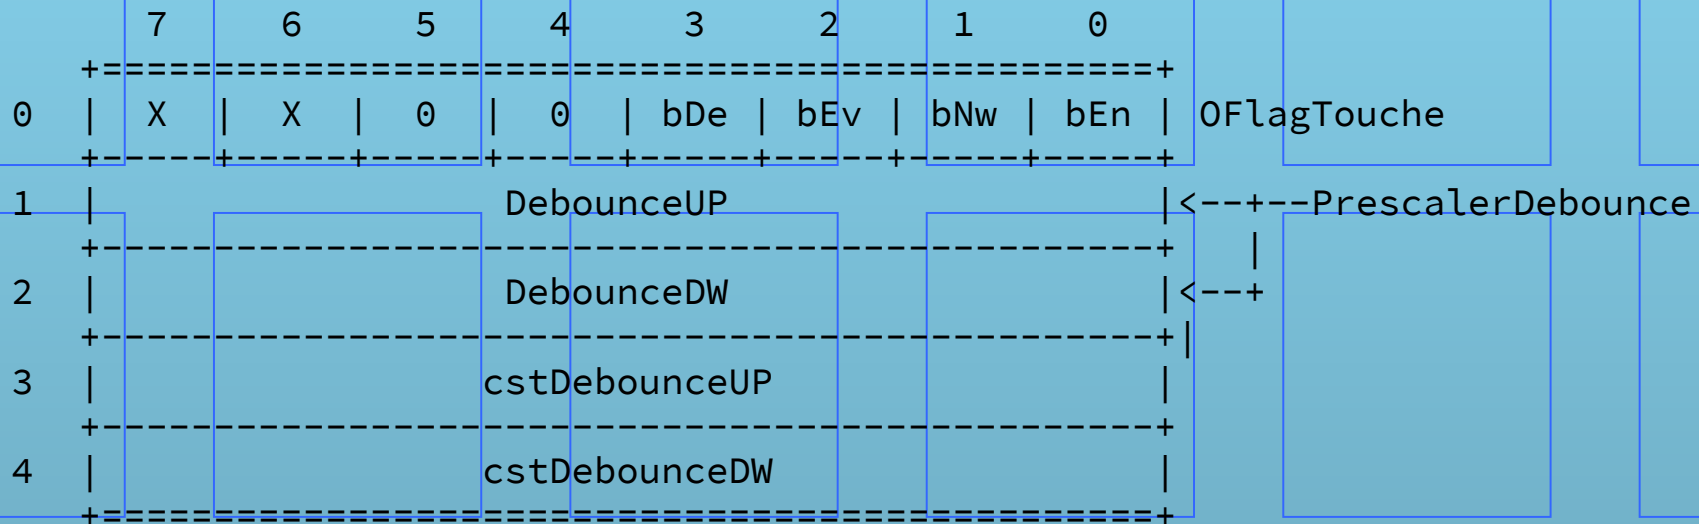 7     6     5     4     3     2     1     0
   +===============================================+
0  |  X  |  X  |  0  |  0  | bDe | bEv | bNw | bEn | OFlagTouche
   +-----+-----+-----+-----+-----+-----+-----+-----+
1  |                  DebounceUP                   |<--+--PrescalerDebounce
   +-----------------------------------------------+   |
2  |                  DebounceDW                   |<--+
   +-----------------------------------------------+|
3  |                 cstDebounceUP                 |
   +-----------------------------------------------+
4  |                 cstDebounceDW                 |
   +===============================================+